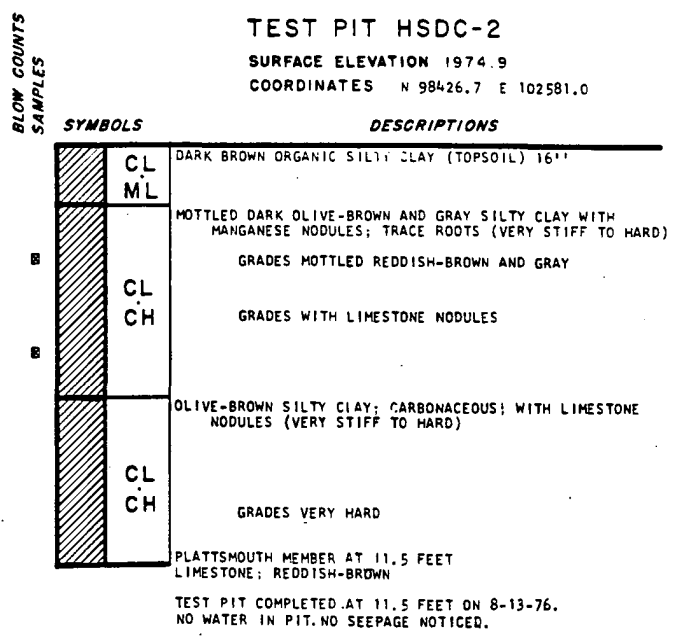 TEST PIT HSDC-2
SURFACE ELEVATION 1974.9
COORDINATES N 98426.7 E 102581.0
BLOW COUNTS
SAMPLES
SYMBOLS
DESCRIPTIONS
CL
ML
DARK BROWN ORGANIC SILTY CLAY (TOPSOIL) 16''
MOTTLED DARK OLIVE-BROWN AND GRAY SILTY CLAY WITH
MANGANESE NODULES; TRACE ROOTS (VERY STIFF TO HARD)
GRADES MOTTLED REDDISH-BROWN AND GRAY
CL
CH
GRADES WITH LIMESTONE NODULES
OLIVE-BROWN SILTY CLAY; CARBONACEOUS; WITH LIMESTONE
NODULES (VERY STIFF TO HARD)
CL
CH
GRADES VERY HARD
PLATTSMOUTH MEMBER AT 11.5 FEET
LIMESTONE; REDDISH-BROWN
TEST PIT COMPLETED AT 11.5 FEET ON 8-13-76.
NO WATER IN PIT. NO SEEPAGE NOTICED.